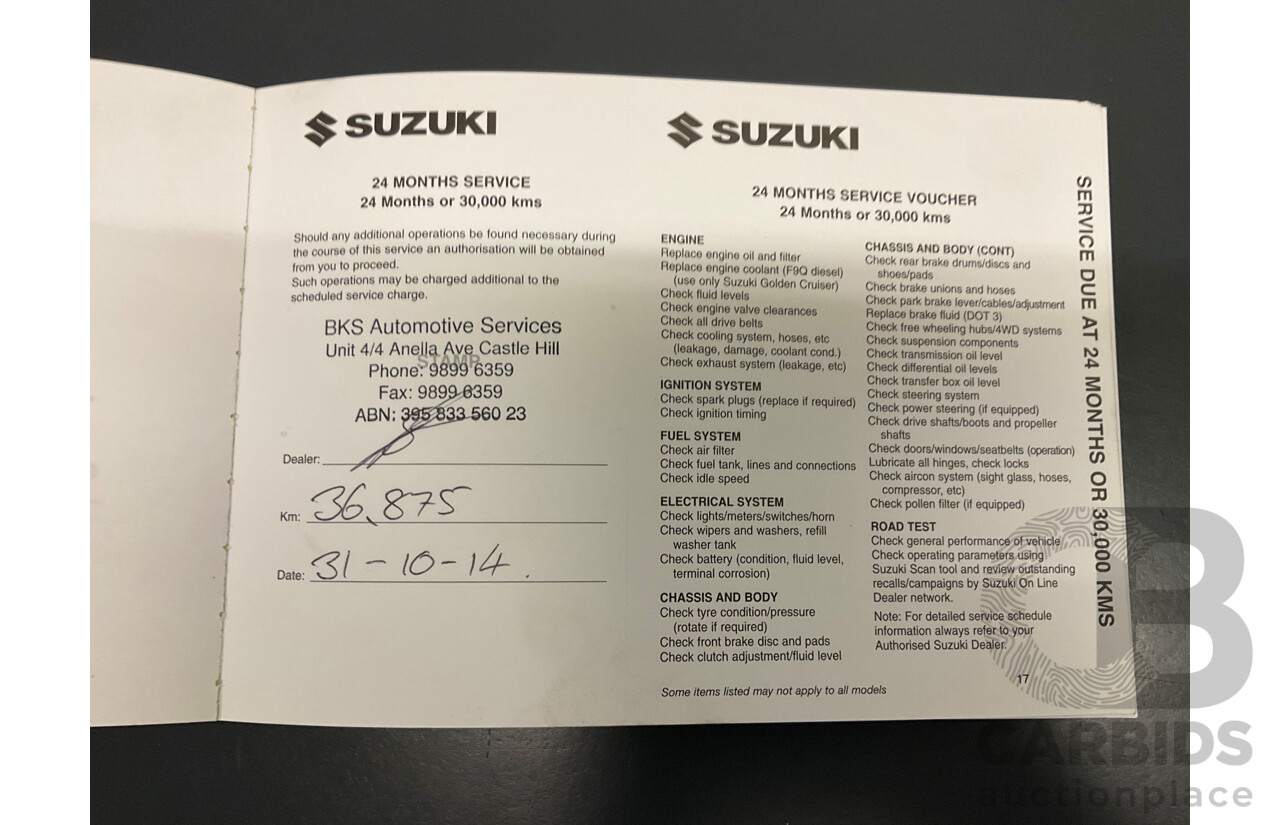 SUZUKI
24 MONTHS SERVICE
24 Months or 30,000 kms
Should any additional operations be found necessary during
the course of this service an authorisation will be obtained
from you to proceed.
Such operations may be charged additional to the
scheduled service charge.
BKS Automotive Services
Unit 4/4 Anella Ave Castle Hill
STAMP
Phone: 9899 6359
Fax: 9899 6359
ABN: 395 833 560 23
Dealer:
Km: 36,875
Date: 31-10-14.
SUZUKI
24 MONTHS SERVICE VOUCHER
24 Months or 30,000 kms
ENGINE
Replace engine oil and filter
Replace engine coolant (F9Q diesel)
(use only Suzuki Golden Cruiser)
Check fluid levels
Check engine valve clearances
Check all drive belts
Check cooling system, hoses, etc
(leakage, damage, coolant cond.)
Check exhaust system (leakage, etc)
IGNITION SYSTEM
Check spark plugs (replace if required)
Check ignition timing
FUEL SYSTEM
Check air filter
Check fuel tank, lines and connections
Check idle speed
ELECTRICAL SYSTEM
Check lights/meters/switches/horn
Check wipers and washers, refill
washer tank
Check battery (condition, fluid level,
terminal corrosion)
CHASSIS AND BODY
Check tyre condition/pressure
(rotate if required)
Check front brake disc and pads
Check clutch adjustment/fluid level
Some items listed may not apply to all models
CHASSIS AND BODY (CONT)
Check rear brake drums/discs and
shoes/pads
Check brake unions and hoses
Check park brake lever/cables/adjustment
Replace brake fluid (DOT 3)
Check free wheeling hubs/4WD systems
Check suspension components
Check transmission oil level
Check differential oil levels
Check transfer box oil level
Check steering system
Check power steering (if equipped)
Check drive shafts/boots and propeller
shafts
Check doors/windows/seatbelts (operation)
Lubricate all hinges, check locks
Check aircon system (sight glass, hoses,
compressor, etc)
Check pollen filter (if equipped)
ROAD TEST
Check general performance of vehicle
Check operating parameters using
Suzuki Scan tool and review outstanding
recalls/campaigns by Suzuki On Line
Dealer network.
Note: For detailed service schedule
information always refer to your
Authorised Suzuki Dealer.
17
SERVICE DUE AT 24 MONTHS OR 30,000 KMS
CB
CARBIDS
auctionplace